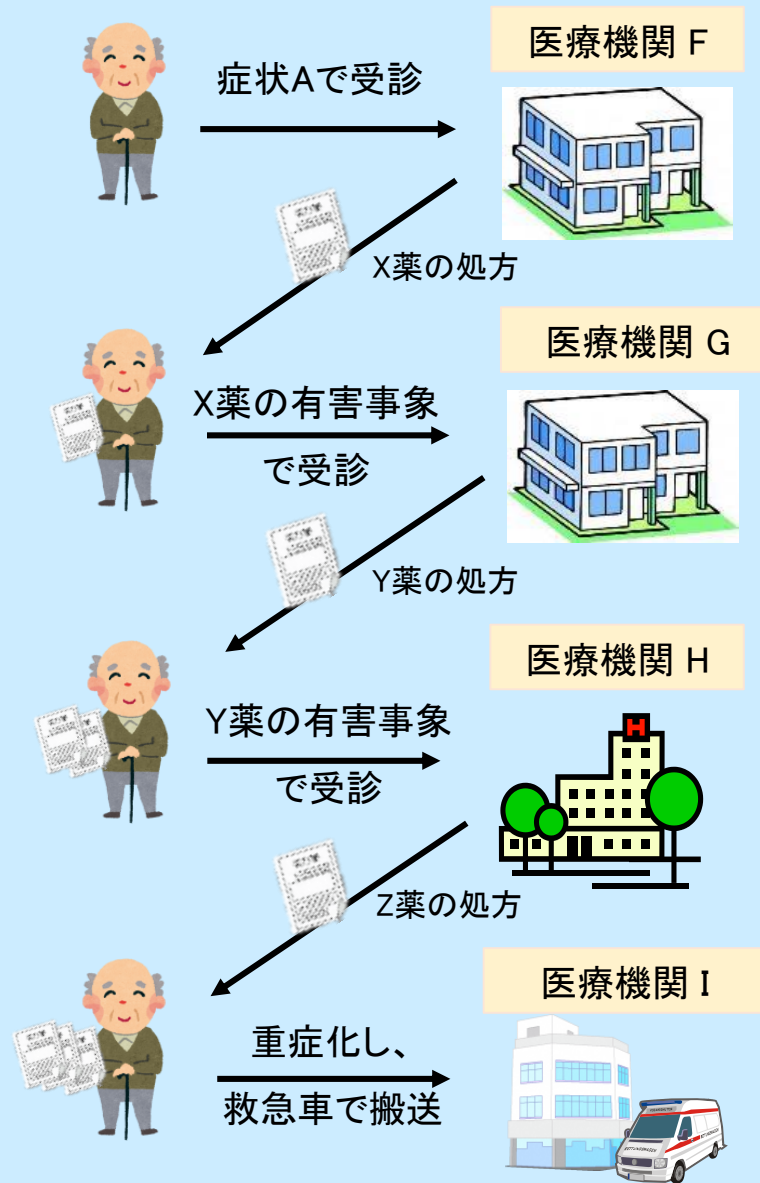 医療機関 F
症状Aで受診
X薬の処方
医療機関 G
X薬の有害事象
で受診
Y薬の処方
医療機関 H
Y薬の有害事象
で受診
H
Z薬の処方
医療機関 I
重症化し、
救急車で搬送